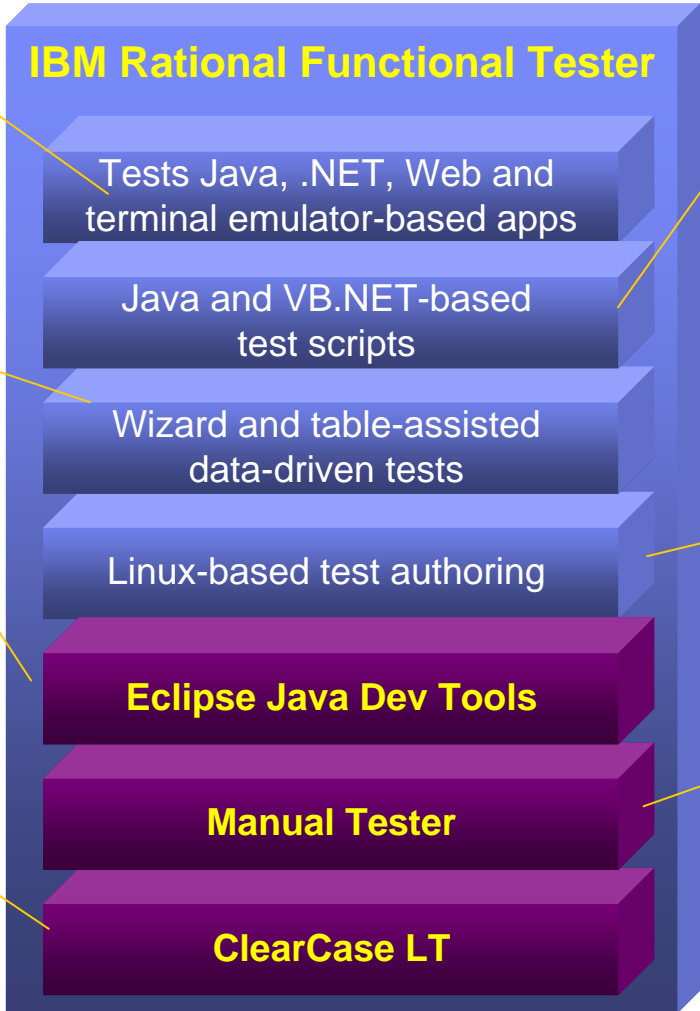 IBM Rational Functional Tester
Tests Java, .NET, Web and
terminal emulator-based apps
Java and VB.NET-based
test scripts
Wizard and table-assisted
data-driven tests
Linux-based test authoring
Eclipse Java Dev Tools
Manual Tester
ClearCase LT